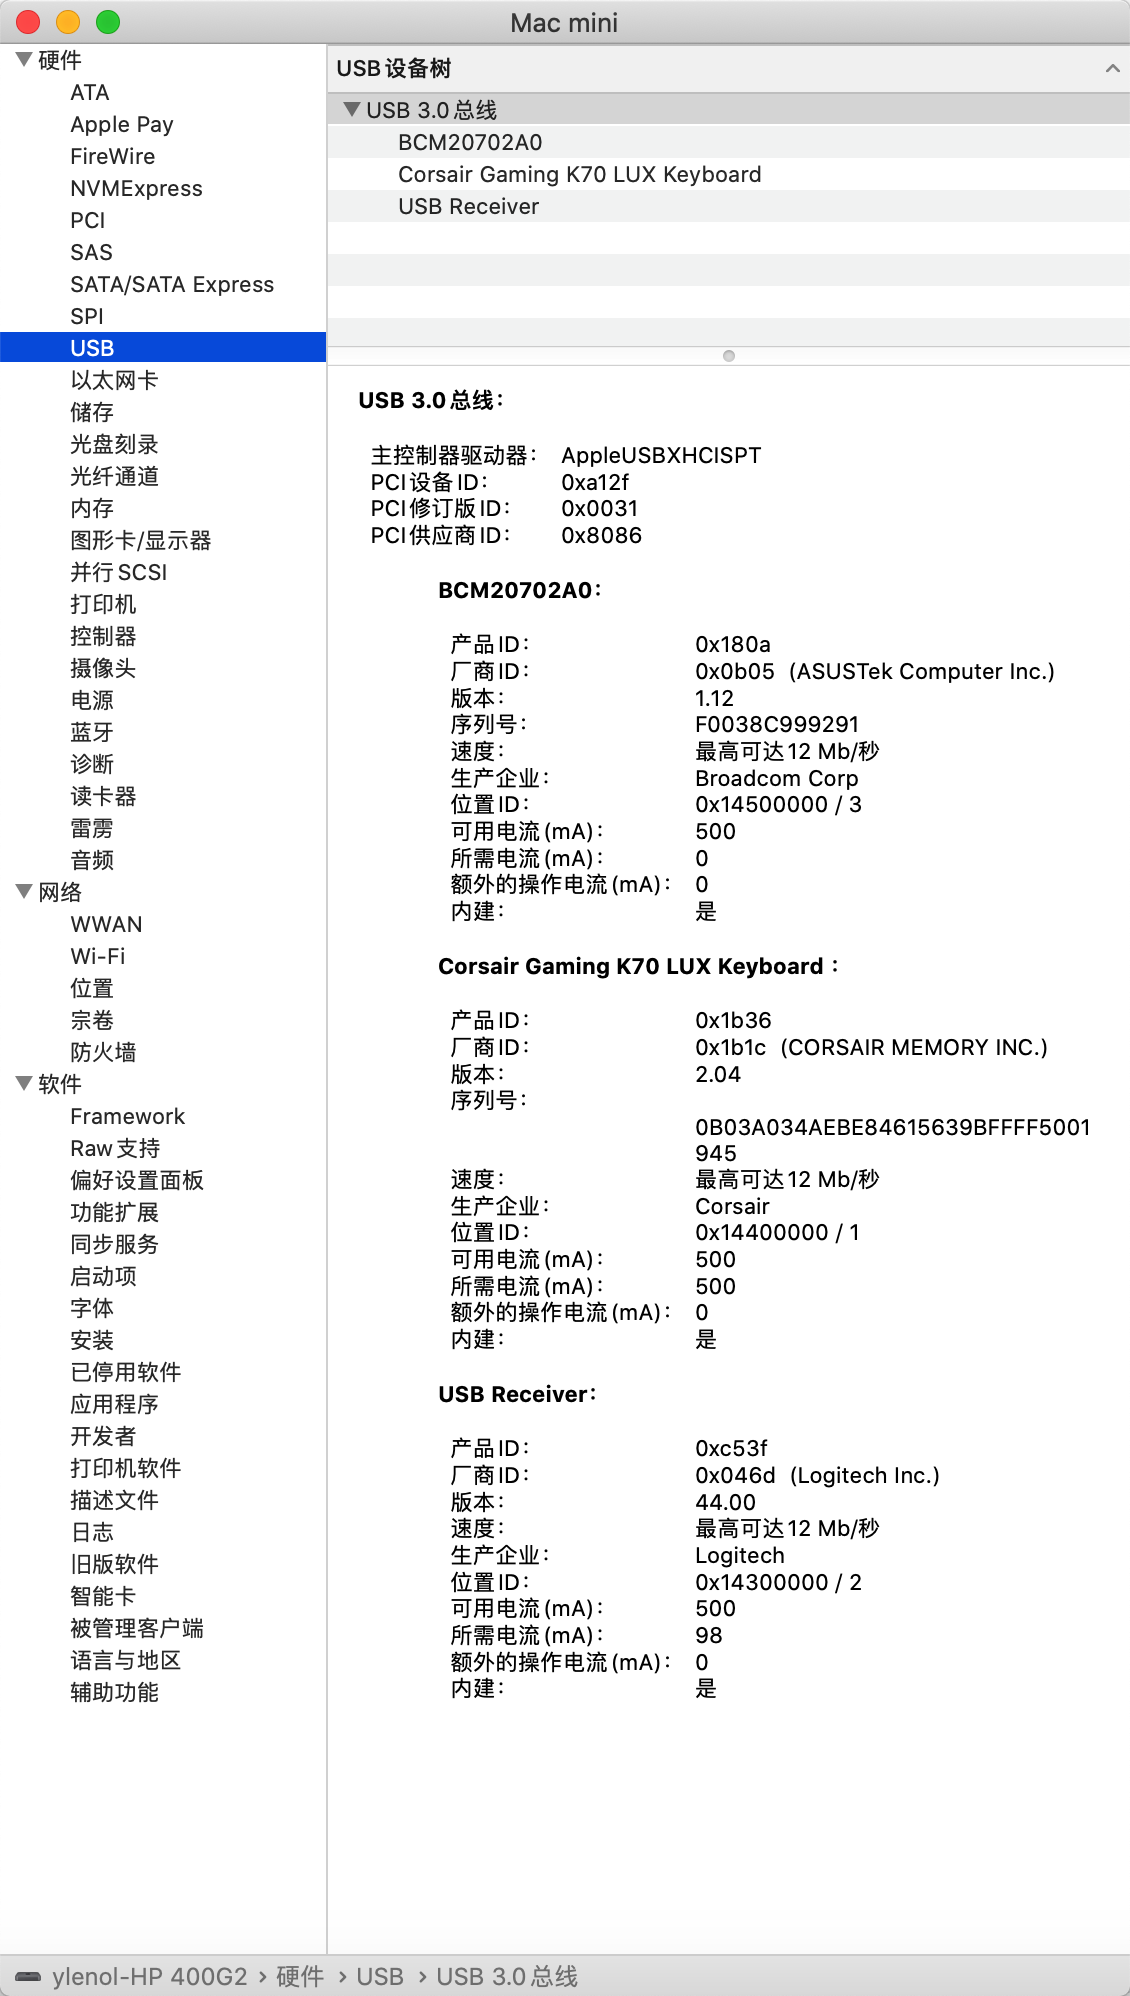 Mac mini
硬件
ATA
Apple Pay
FireWire
NVMExpress
PCI
SAS
SATA/SATA Express
SPI
USB
以太网卡
储存
光盘刻录
光纤通道
内存
图形卡/显示器
并行 SCSI
打印机
控制器
摄像头
电源
蓝牙
诊断
读卡器
雷雳
音频
网络
WWAN
Wi-Fi
位置
宗卷
防火墙
软件
Framework
Raw 支持
偏好设置面板
功能扩展
同步服务
启动项
字体
安装
已停用软件
应用程序
开发者
打印机软件
描述文件
日志
旧版软件
智能卡
被管理客户端
语言与地区
辅助功能
USB 设备树
USB 3.0 总线
BCM20702A0
Corsair Gaming K70 LUX Keyboard
USB Receiver
USB 3.0 总线：
主控制器驱动器： AppleUSBXHCISPT
PCI 设备 ID： 0xa12f
PCI 修订版 ID： 0x0031
PCI 供应商 ID： 0x8086
BCM20702A0：
产品 ID： 0x180a
厂商 ID： 0x0b05 (ASUSTek Computer Inc.)
版本： 1.12
序列号： F0038C999291
速度： 最高可达 12 Mb/秒
生产企业： Broadcom Corp
位置 ID： 0x14500000 / 3
可用电流 (mA)： 500
所需电流 (mA)： 0
额外的操作电流 (mA)： 0
内建： 是
Corsair Gaming K70 LUX Keyboard ：
产品 ID： 0x1b36
厂商 ID： 0x1b1c (CORSAIR MEMORY INC.)
版本： 2.04
序列号：
0B03A034AEBE84615639BFFFF5001
945
速度： 最高可达 12 Mb/秒
生产企业： Corsair
位置 ID： 0x14400000 / 1
可用电流 (mA)： 500
所需电流 (mA)： 500
额外的操作电流 (mA)： 0
内建： 是
USB Receiver：
产品 ID： 0xc53f
厂商 ID： 0x046d (Logitech Inc.)
版本： 44.00
速度： 最高可达 12 Mb/秒
生产企业： Logitech
位置 ID： 0x14300000 / 2
可用电流 (mA)： 500
所需电流 (mA)： 98
额外的操作电流 (mA)： 0
内建： 是
ylenol-HP 400G2 › 硬件 › USB › USB 3.0 总线